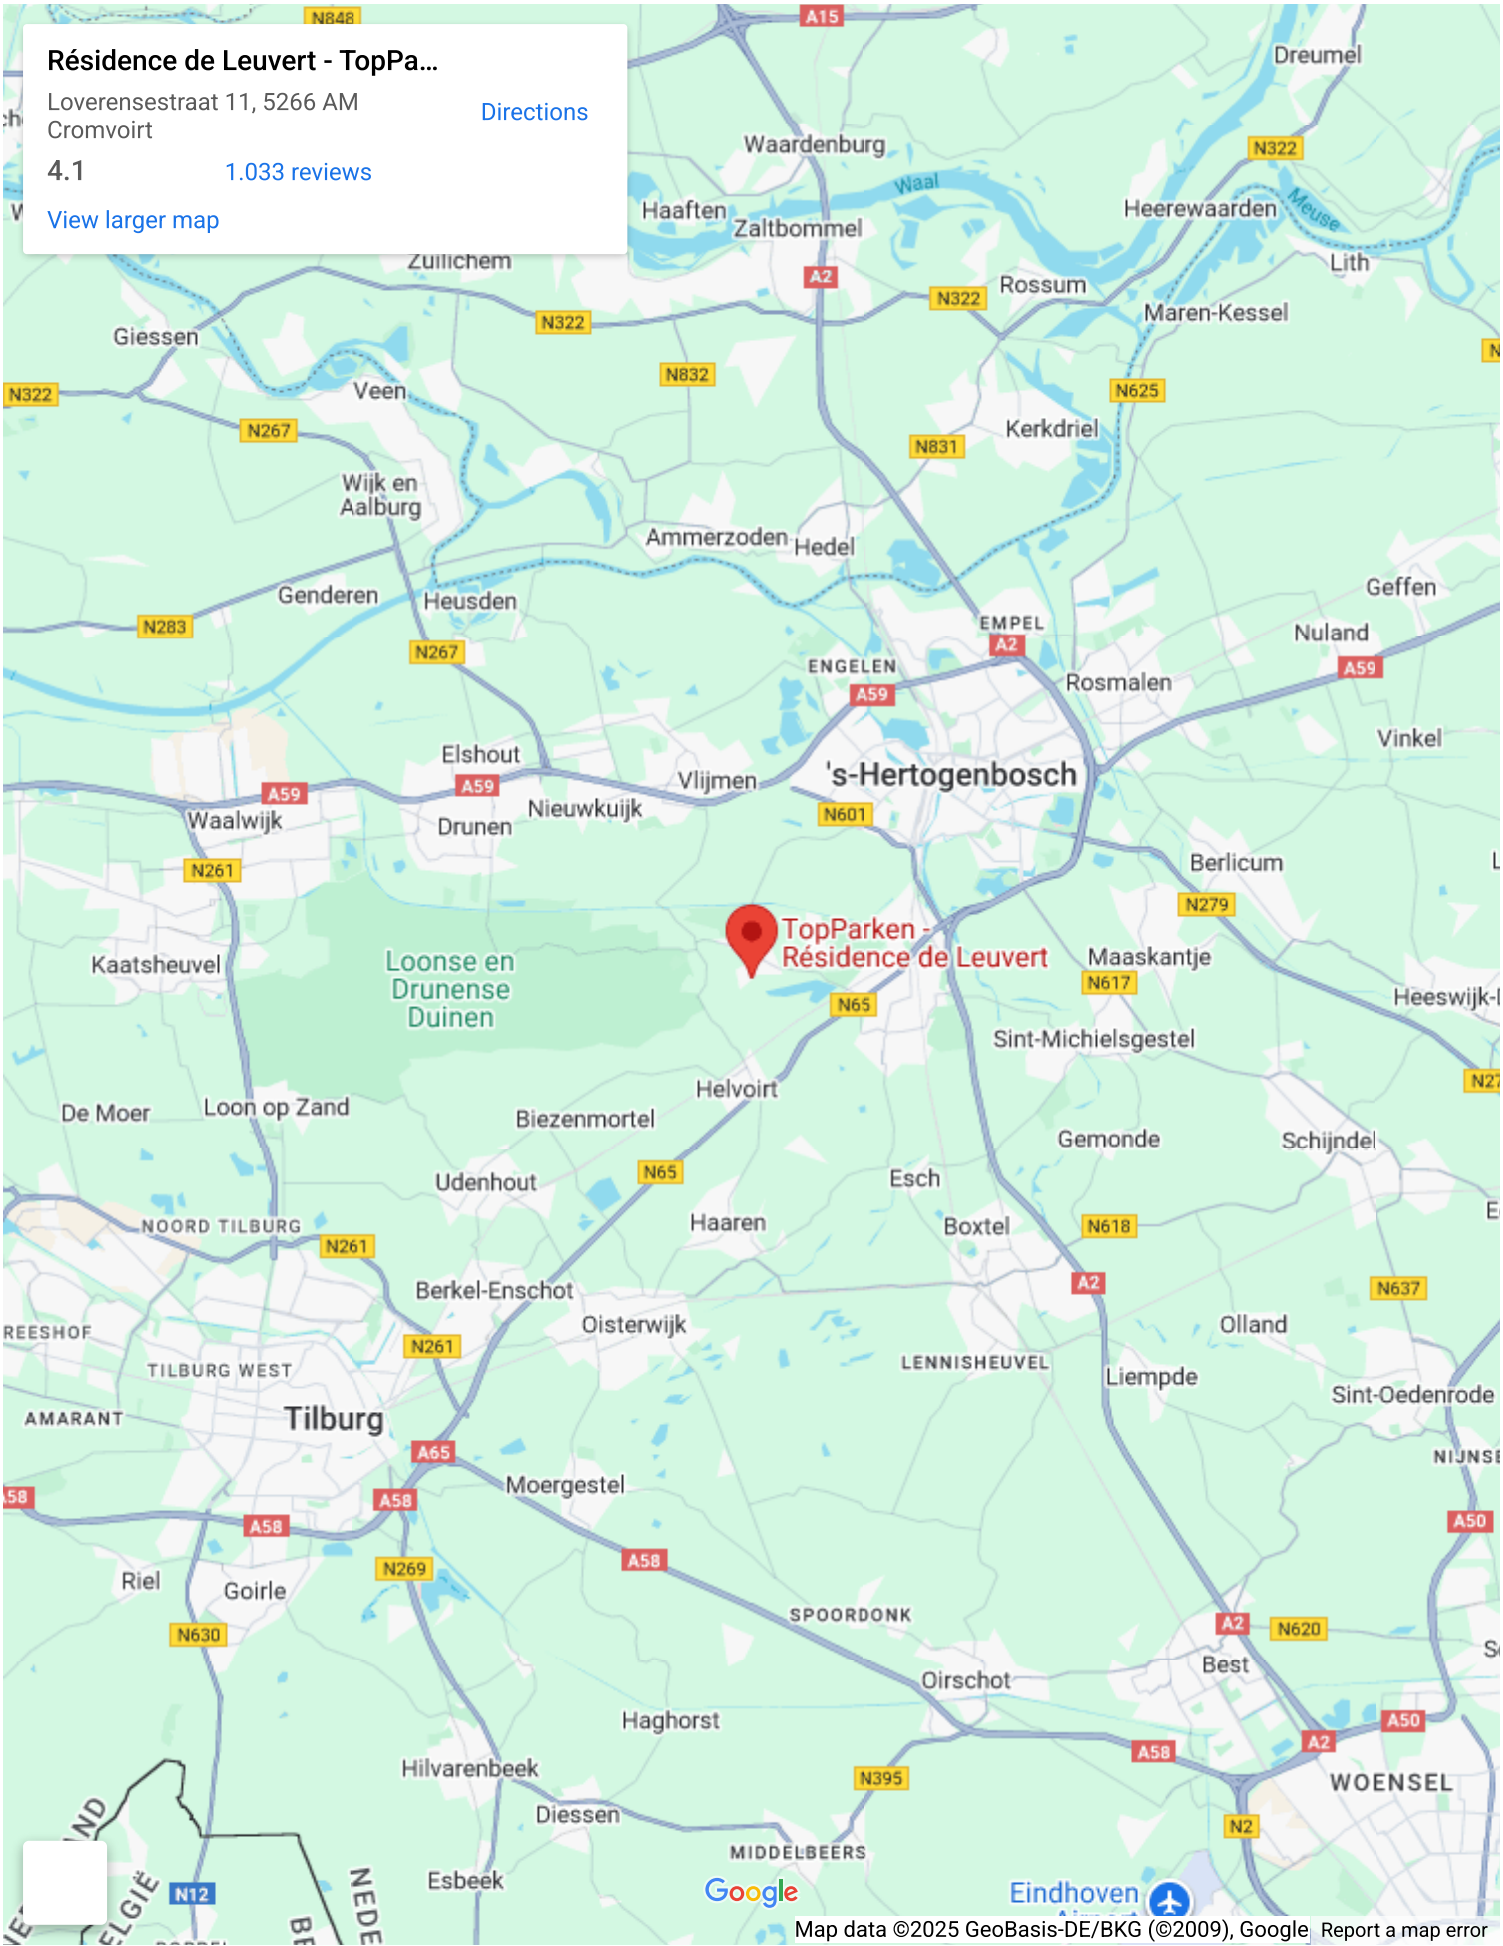 N848
A15
Résidence de Leuvert - TopPa...
Loverensestraat 11, 5266 AM
Cromvoirt
Directions
4.1
1.033 reviews
View larger map
Dreumel
Waardenburg
N322
Waal
Meuse
Haaften
Heerewaarden
Zaltbommel
Zuilichem
Lith
A2
Rossum
N322
N322
Maren-Kessel
Giessen
N832
N322
Veen
N625
N267
Kerkdriel
N831
Wijk en
Aalburg
Ammerzoden
Hedel
Genderen
Heusden
Geffen
N283
EMPEL
Nuland
A2
N267
ENGELEN
A59
A59
Rosmalen
Vinkel
Elshout
Vlijmen
's-Hertogenbosch
A59
A59
Nieuwkuijk
N601
Waalwijk
Drunen
Berlicum
N261
N279
TopParken -
Résidence de Leuvert
Kaatsheuvel
Loonse en
Drunense
Duinen
Maaskantje
N617
N65
Heeswijk-
Sint-Michielsgestel
Helvoirt
De Moer
Loon op Zand
Biezenmortel
Gemonde
Schijndel
N65
Udenhout
Esch
NOORD TILBURG
Haaren
Boxtel
N618
N261
A2
N637
Berkel-Enschot
Oisterwijk
Olland
REESHOF
N261
TILBURG WEST
LENNISHEUVEL
Liempde
Sint-Oedenrode
AMARANT
Tilburg
A65
NIJNSE
Moergestel
A58
A58
A58
A50
A58
N269
Riel
Goirle
SPOORDONK
N630
A2
N620
Best
Oirschot
Haghorst
A50
A2
A58
Hilvarenbeek
N395
WOENSEL
Diessen
N2
MIDDELBEERS
Esbeek
N12
Google
Eindhoven
Map data ©2025 GeoBasis-DE/BKG (©2009), Google
Report a map error